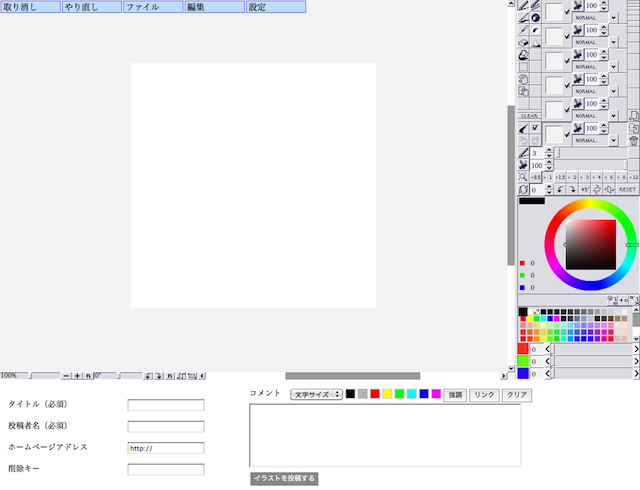 取り消し やり直し ファイル 編集 設定
100
NORMAL
100
NORMAL
100
NORMAL
100
NORMAL
100
NORMAL
CLEAR
100
NORMAL
3
100
×0.5 × 1 ×1.5 × 2 × 4 × 6 × 8 × 12
0 45° RESET
0
0
0
100% 0°
0
0
0
タイトル（必須）
投稿者名（必須）
ホームページアドレス http://
削除キー
コメント 文字サイズ 強調 リンク クリア
イラストを投稿する